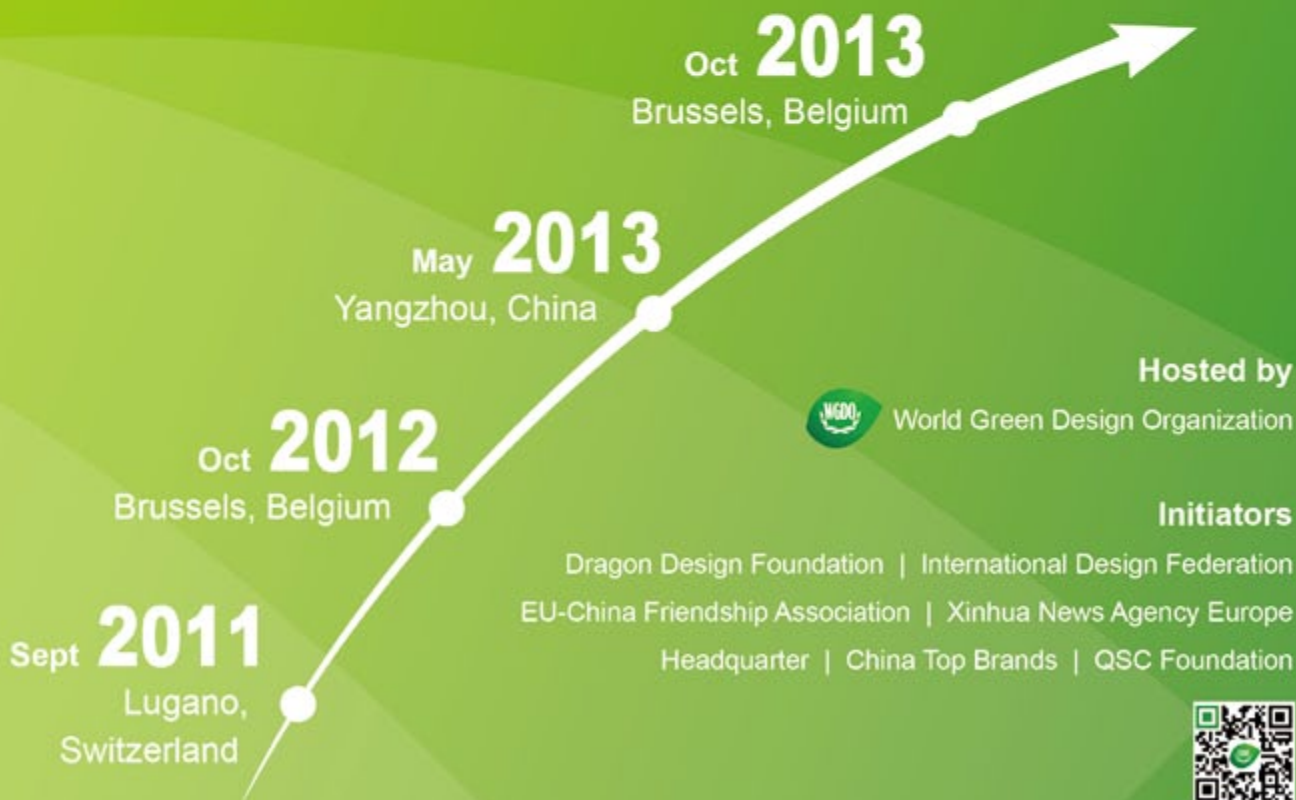 Oct 2013
Brussels, Belgium
May 2013
Yangzhou, China
Hosted by
WGDO World Green Design Organization
Oct 2012
Brussels, Belgium
Initiators
Dragon Design Foundation | International Design Federation
EU-China Friendship Association | Xinhua News Agency Europe
Headquarter | China Top Brands | QSC Foundation
Sept 2011
Lugano,
Switzerland